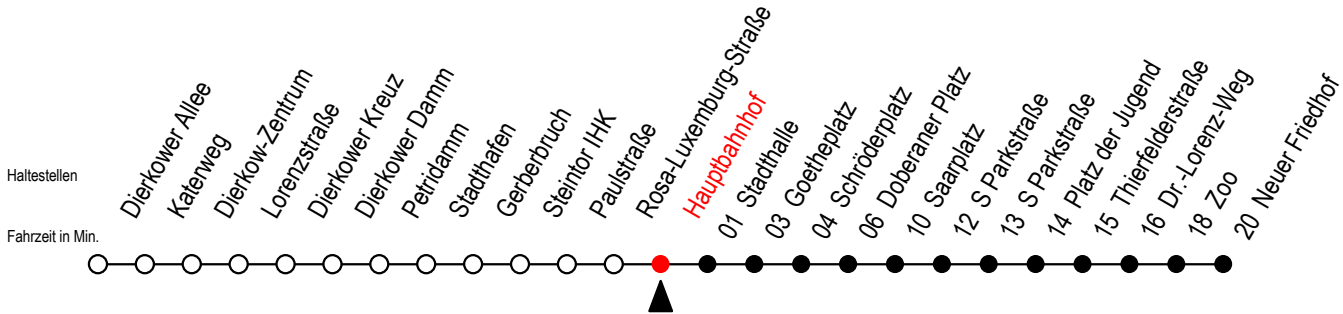 Haltestellen
Fahrzeit in Min.
Dierkower Allee
Katerweg
Dierkow-Zentrum
Lorenzstraße
Dierkower Kreuz
Dierkower Damm
Petridamm
Stadthafen
Gerberbruch
Steintor IHK
Paulstraße
Rosa-Luxemburg-Straße
Hauptbahnhof
01 Stadthalle
03 Goetheplatz
04 Schröderplatz
06 Doberaner Platz
10 Saarplatz
12 S Parkstraße
13 S Parkstraße
14 Platz der Jugend
15 Thierfelderstraße
16 Dr.-Lorenz-Weg
18 Zoo
20 Neuer Friedhof